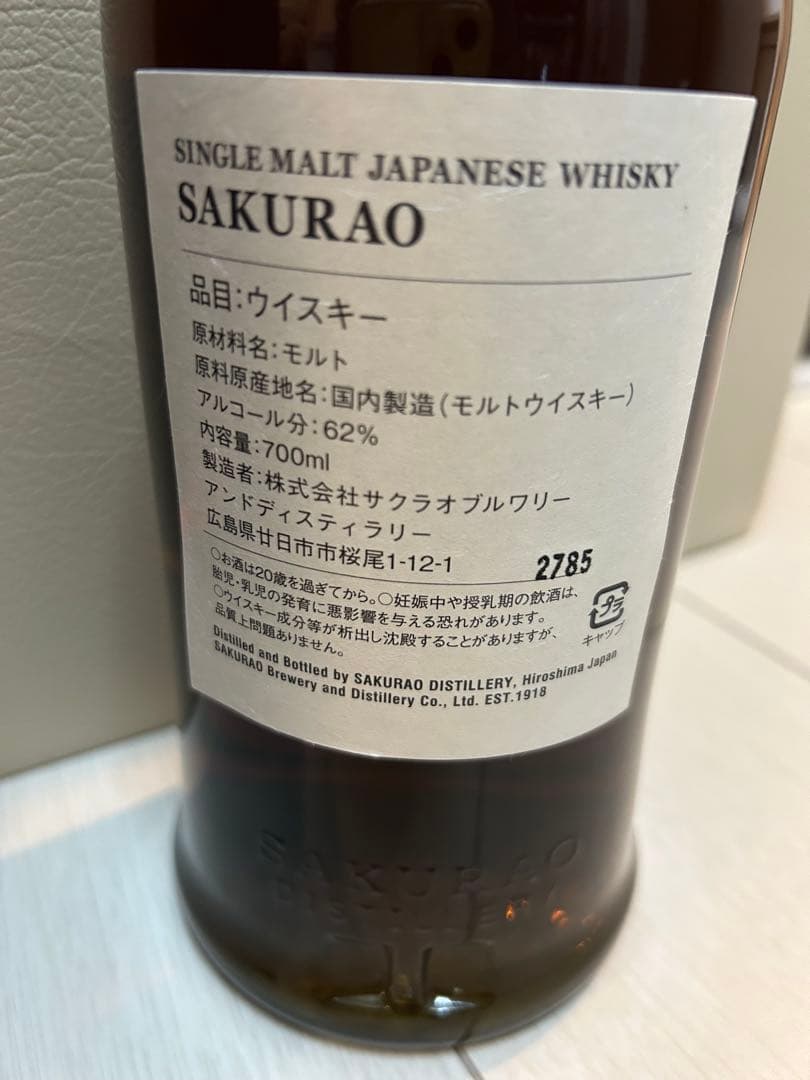 SINGLE MALT JAPANESE WHISKY
SAKURAO
品目:ウイスキー
原材料名:モルト
原料原産地名:国内製造(モルトウイスキー)
アルコール分:62%
内容量:700ml
製造者:株式会社サクラオブルワリー
アンドディスティラリー
広島県廿日市市桜尾1-12-1
2785
○お酒は20歳を過ぎてから。○妊娠中や授乳期の飲酒は、
胎児・乳児の発育に悪影響を与える恐れがあります。
○ウイスキー成分等が析出し沈殿することがありますが、
品質上問題ありません。
プラ
キャップ
Distilled and Bottled by SAKURAO DISTILLERY, Hiroshima Japan
SAKURAO Brewery and Distillery Co., Ltd. EST.1918
SAKURAO
DISTILLERY